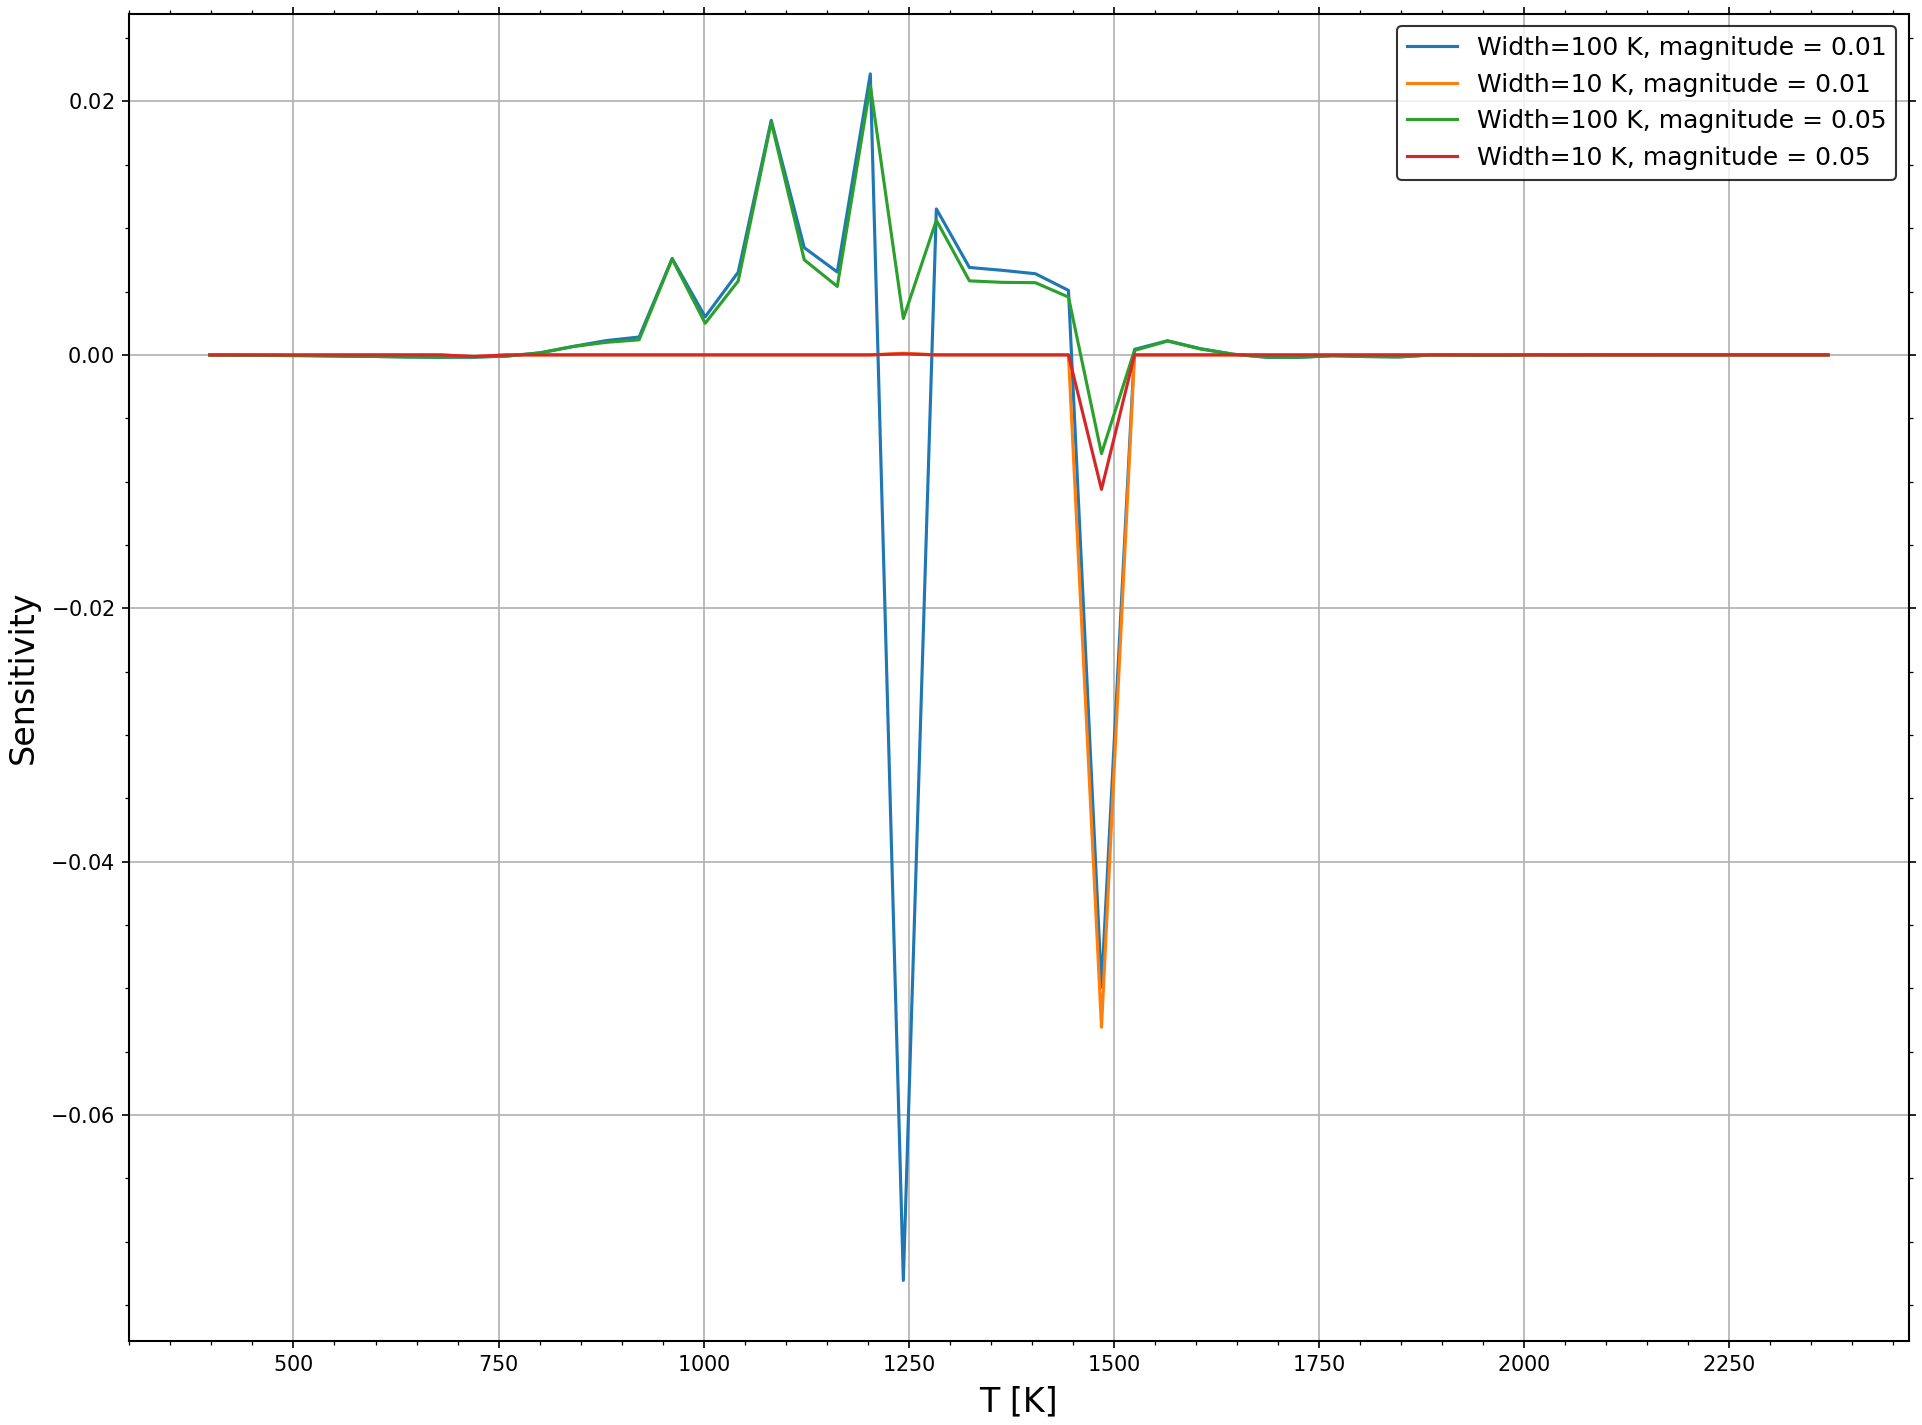 Width=100 K, magnitude = 0.01
Width=10 K, magnitude = 0.01
Width=100 K, magnitude = 0.05
Width=10 K, magnitude = 0.05
0.02
0.00
−0.02
−0.04
−0.06
Sensitivity
500 750 1000 1250 1500 1750 2000 2250
T [K]